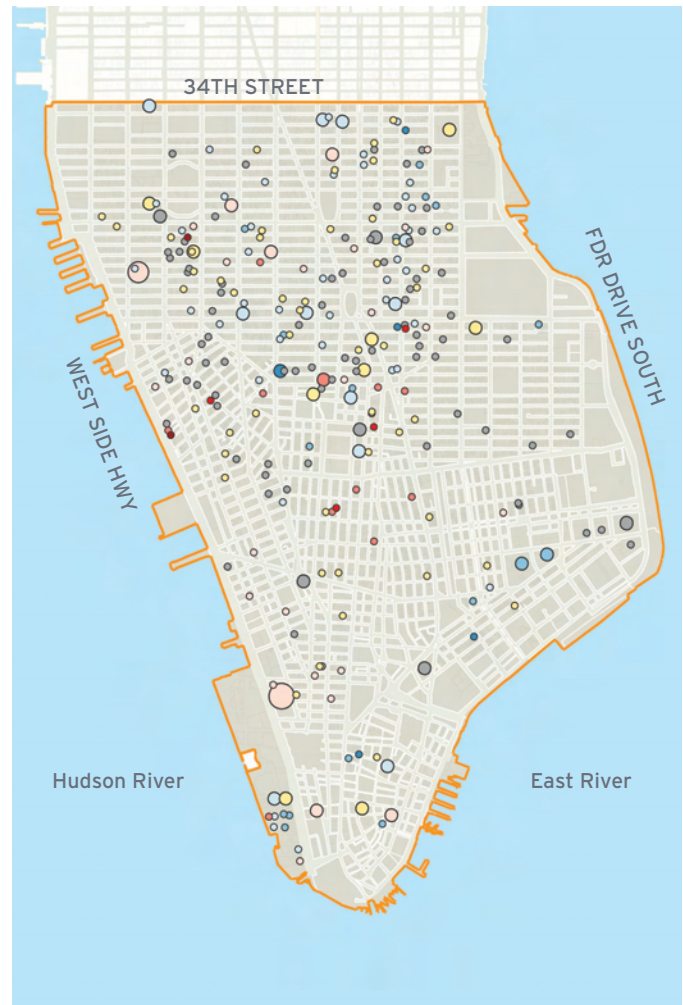 34TH STREET
FDR DRIVE SOUTH
WEST SIDE HWY
Hudson River
East River